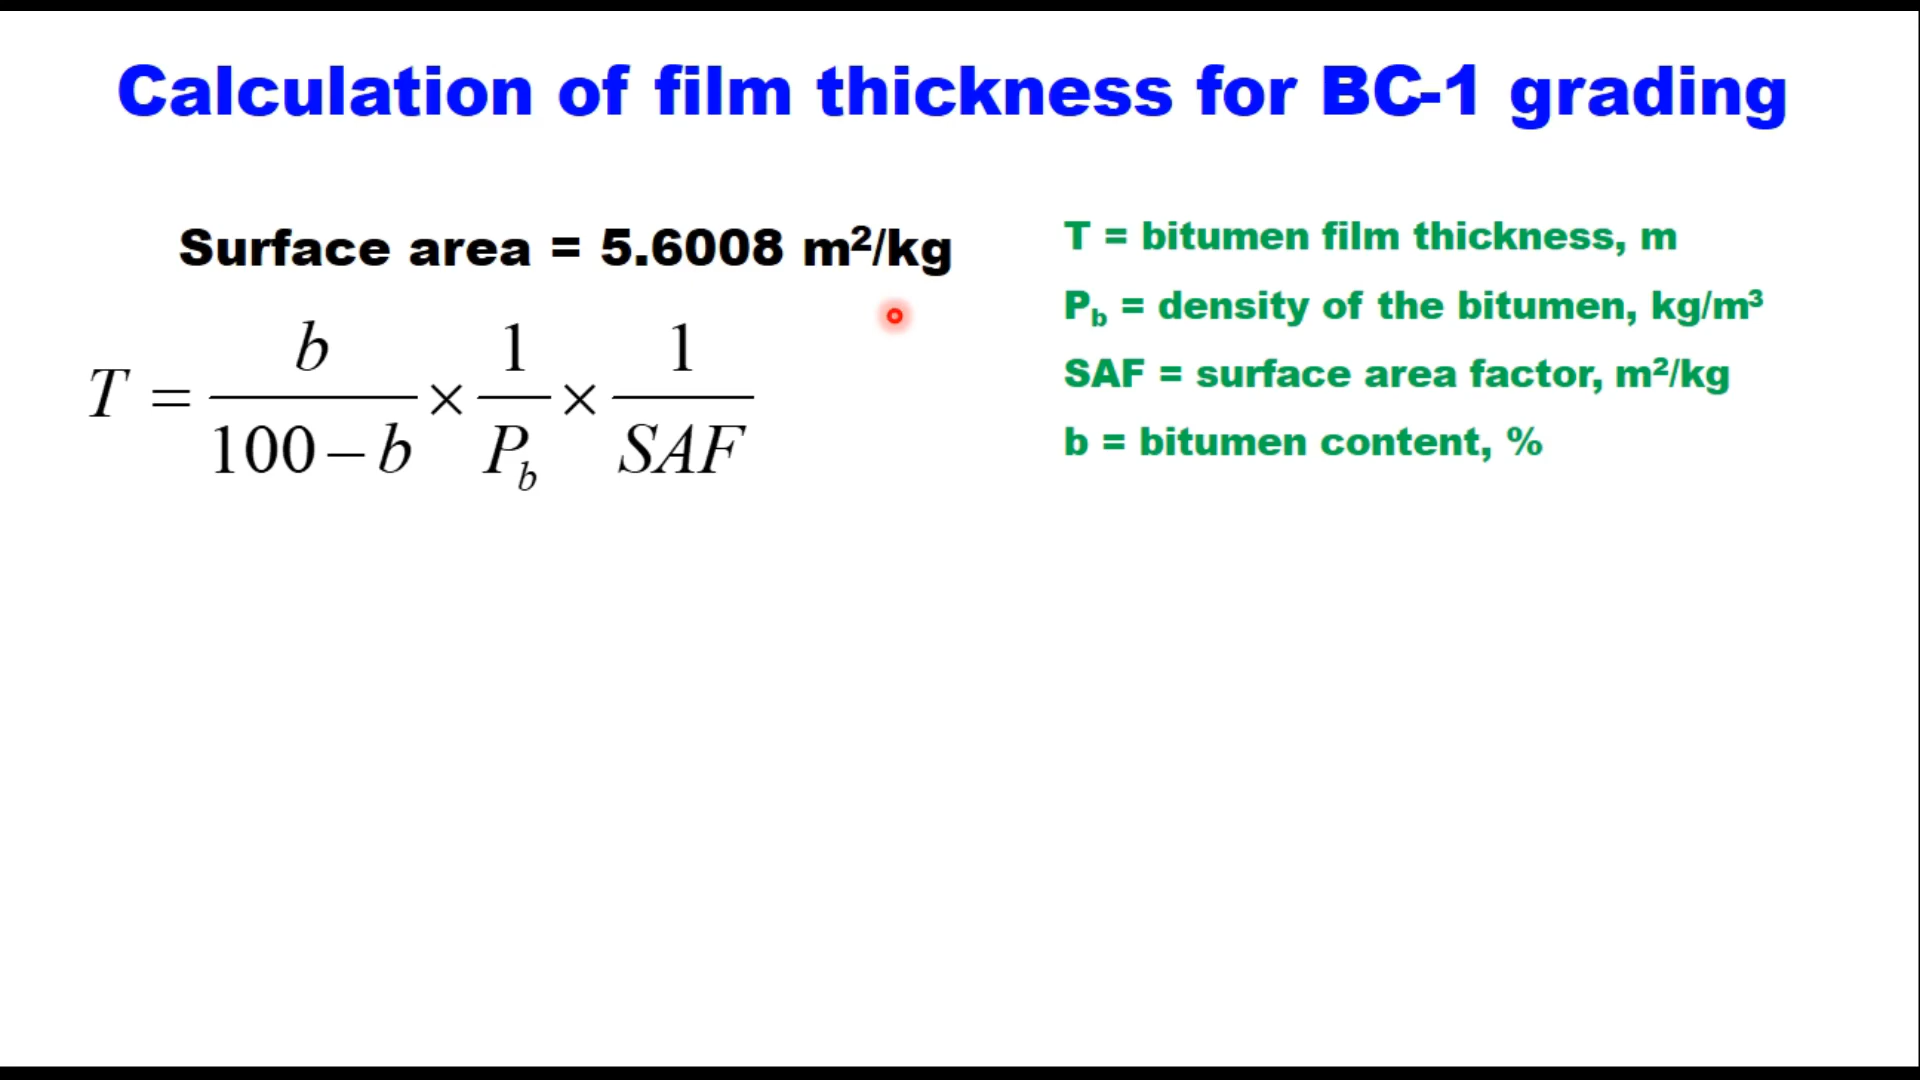 Calculation of film thickness for BC-1 grading
Surface area = 5.6008 m²/kg
T = b / (100 – b) × 1 / P_b × 1 / SAF
T = bitumen film thickness, m
P_b = density of the bitumen, kg/m³
SAF = surface area factor, m²/kg
b = bitumen content, %